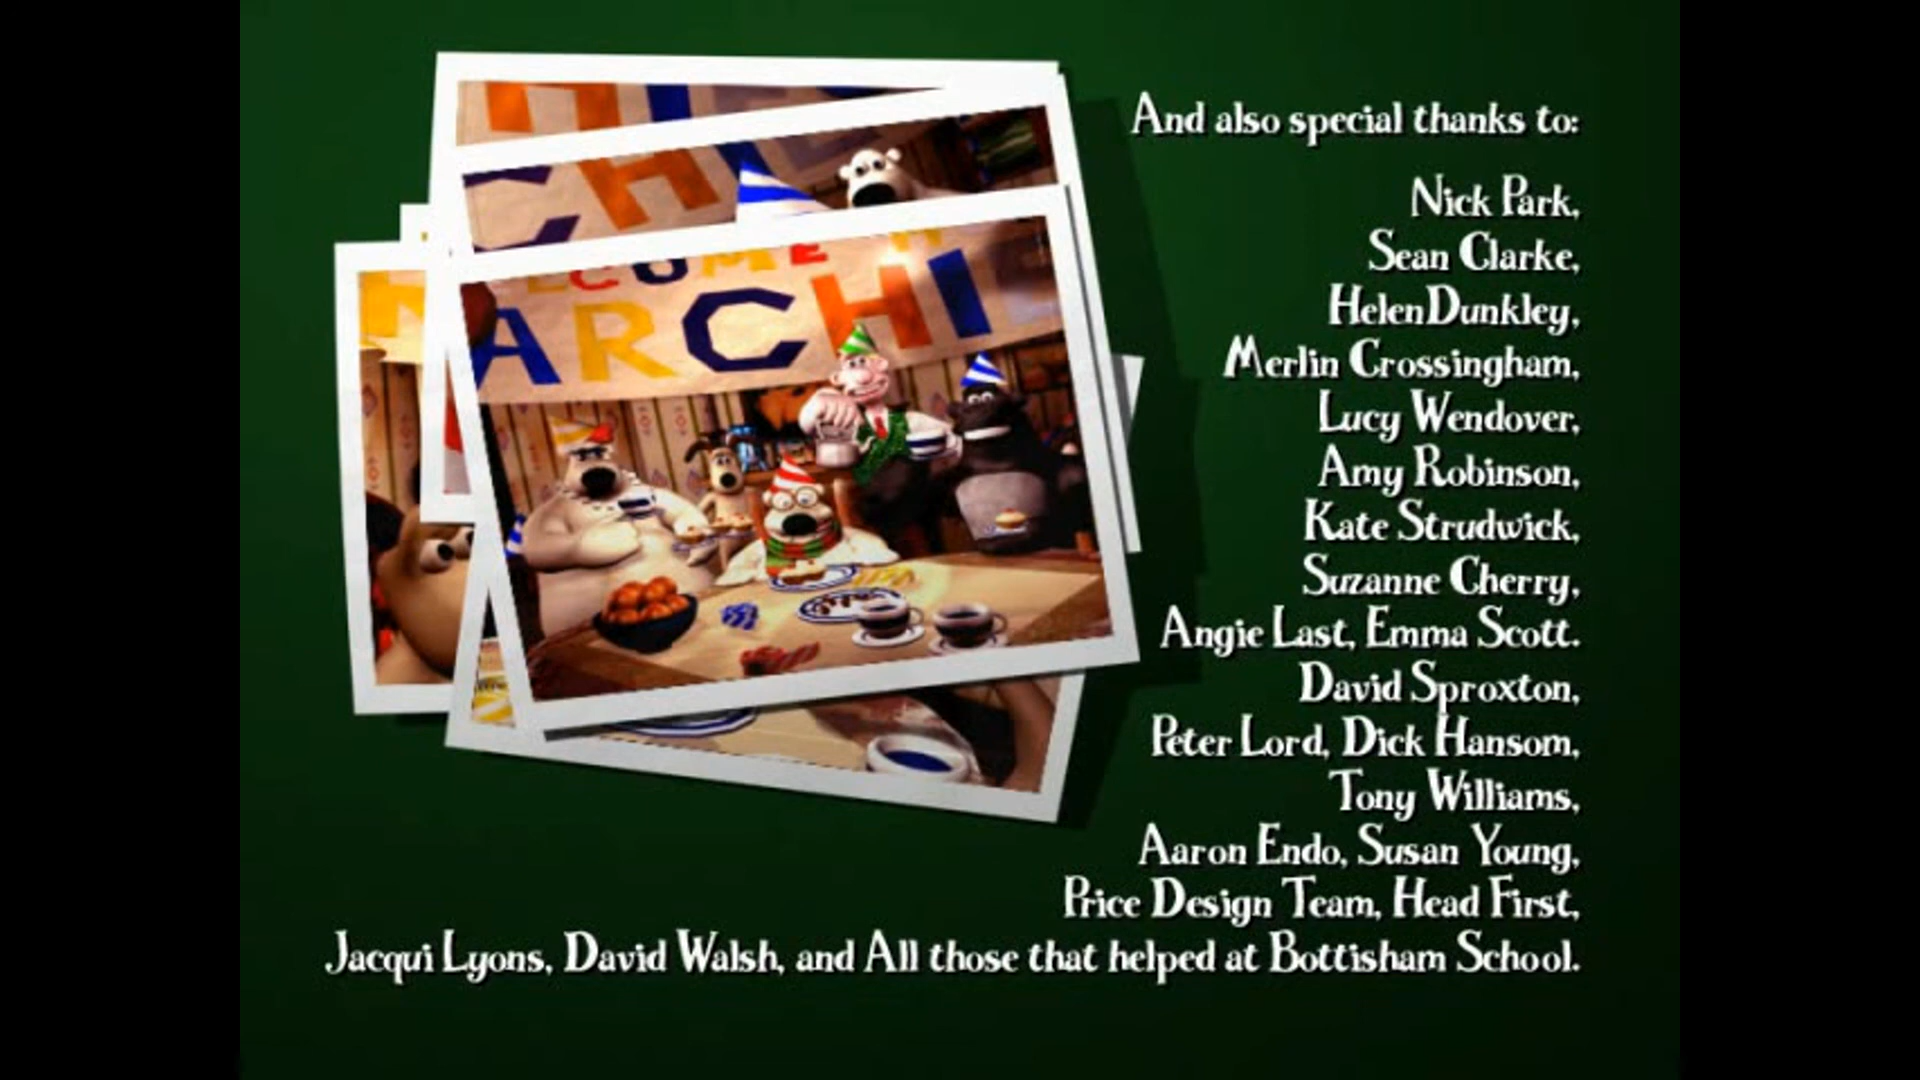 COME
ARCHI
And also special thanks to:
Nick Park,
Sean Clarke,
HelenDunkley,
Merlin Crossingham,
Lucy Wendover,
Amy Robinson,
Kate Strudwick,
Suzanne Cherry,
Angie Last, Emma Scott.
David Sproxton,
Peter Lord, Dick Hansom,
Tony Williams,
Aaron Endo, Susan Young,
Price Design Team, Head First,
Jacqui Lyons, David Walsh, and All those that helped at Bottisham School.